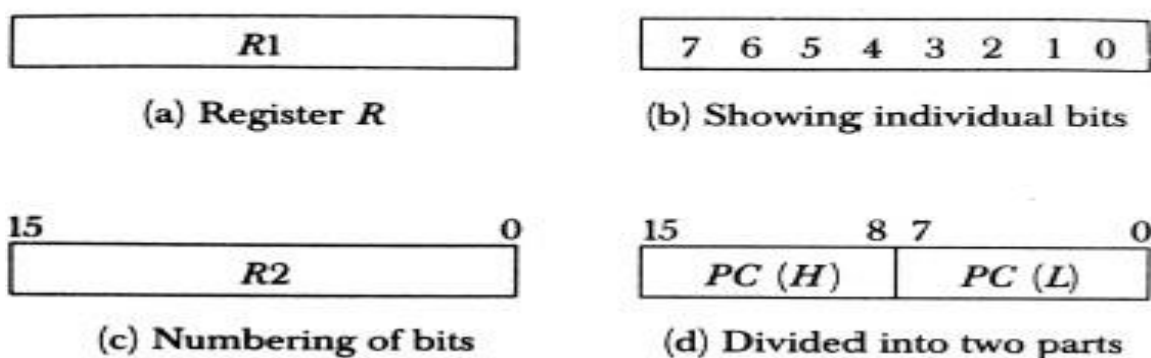 R1
7 6 5 4 3 2 1 0
(a) Register R
(b) Showing individual bits
15 0
15 8 7 0
R2
PC (H) PC (L)
(c) Numbering of bits
(d) Divided into two parts